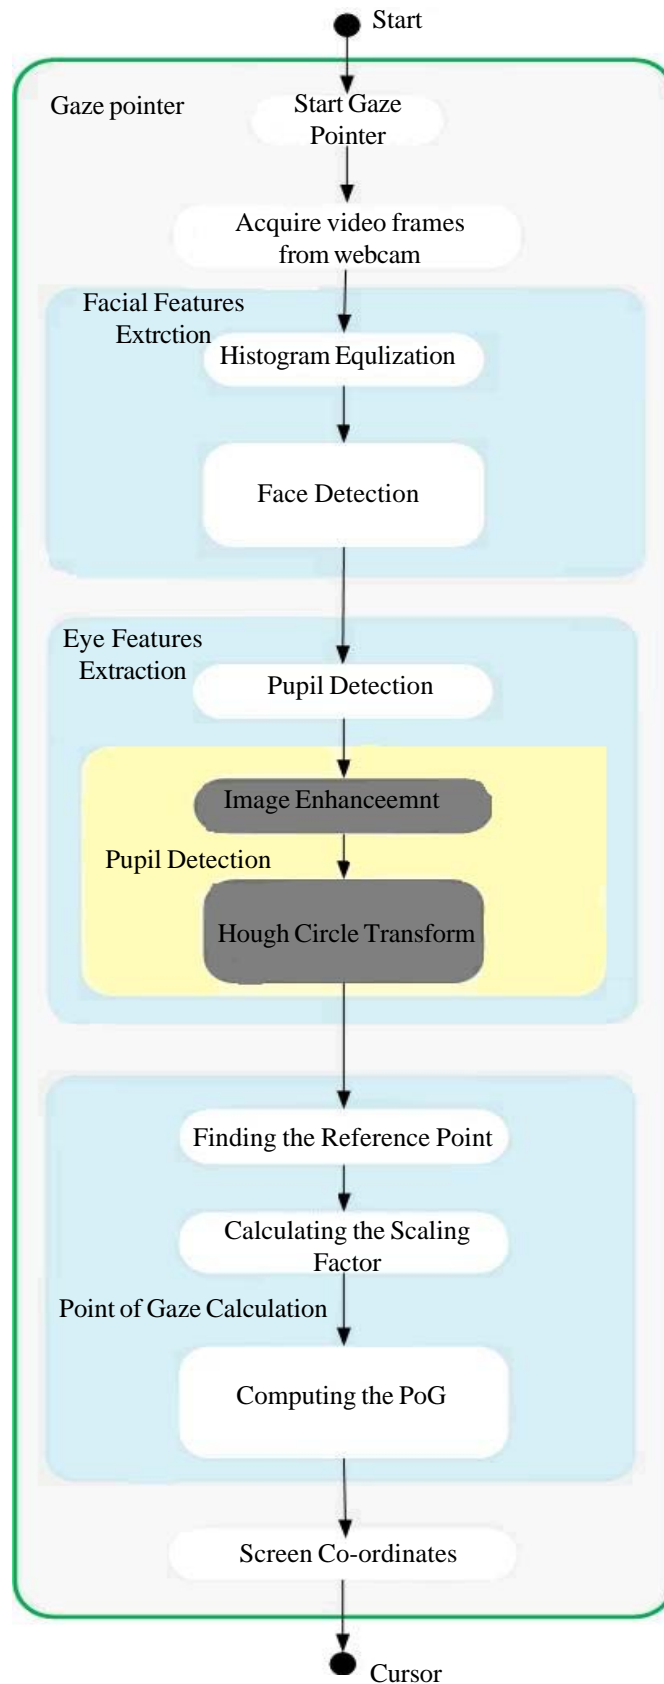 Start
Gaze pointer
Start Gaze
Pointer
Acquire video frames
from webcam
Facial Features
Extrction
Histogram Equlization
Face Detection
Eye Features
Extraction
Pupil Detection
Image Enhanceemnt
Pupil Detection
Hough Circle Transform
Finding the Reference Point
Calculating the Scaling
Factor
Point of Gaze Calculation
Computing the PoG
Screen Co-ordinates
Cursor